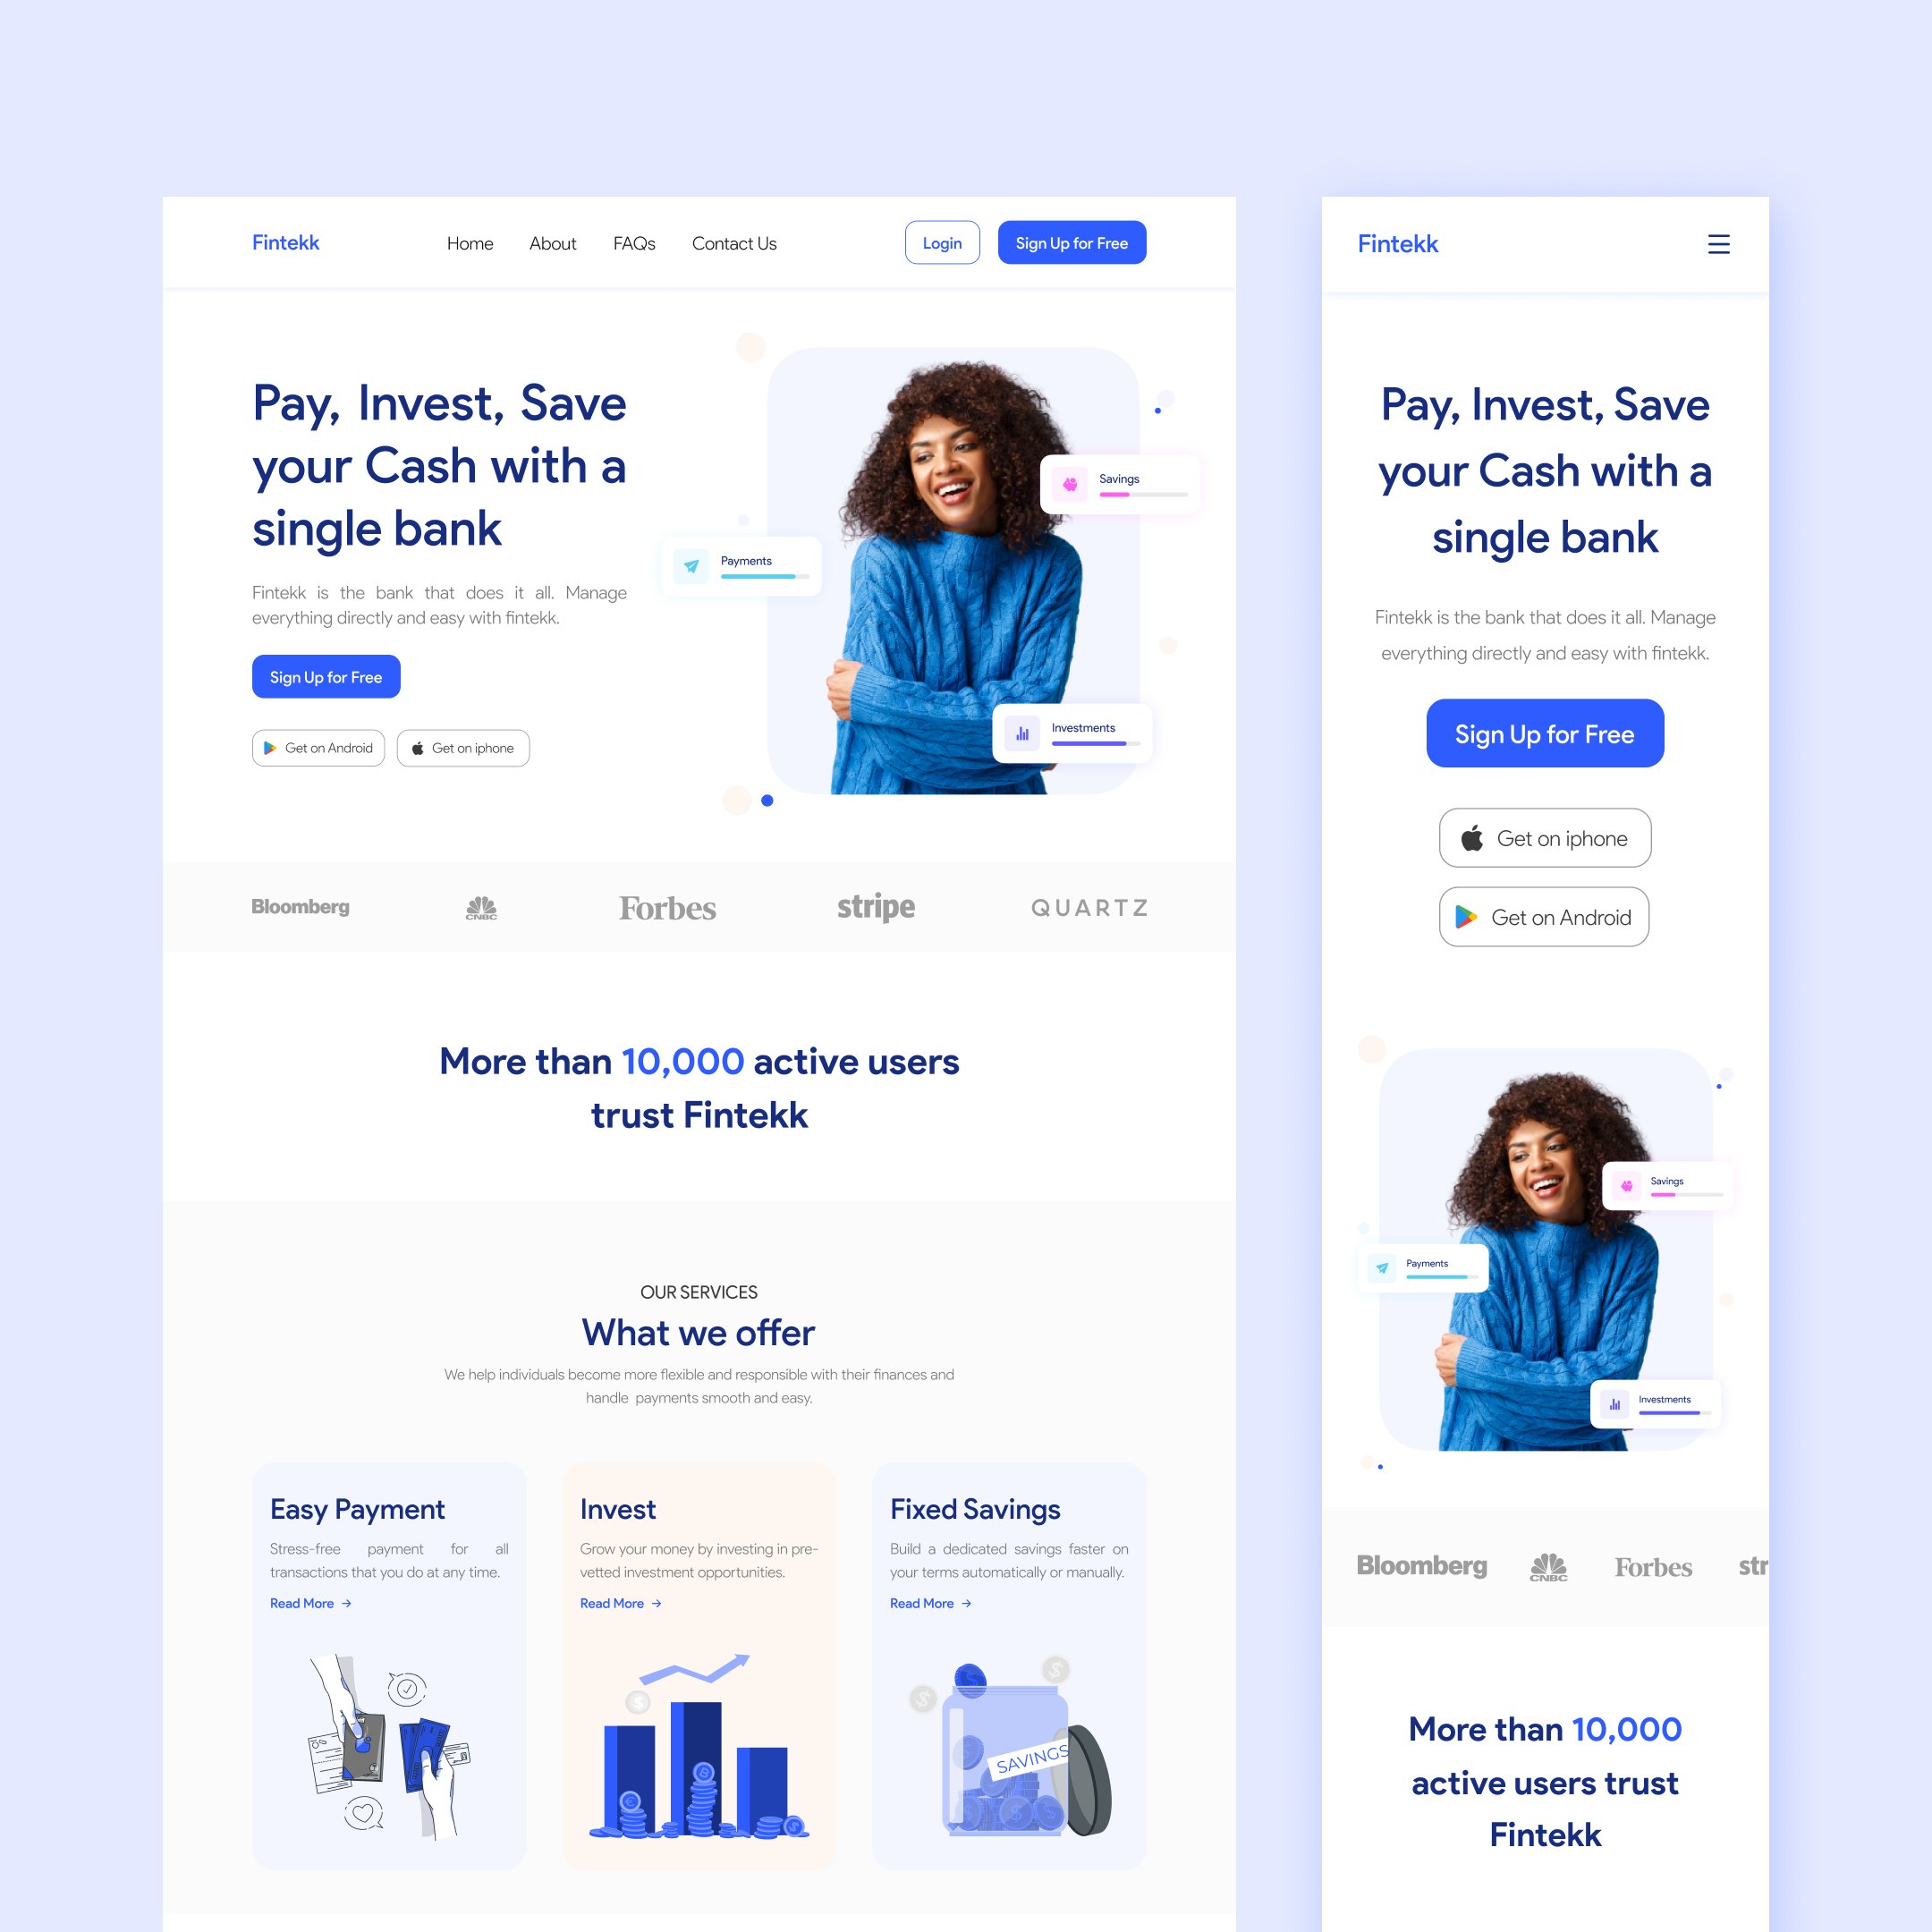 Fintekk
Home About FAQs Contact Us
Login Sign Up for Free
Pay, Invest, Save
your Cash with a
single bank
Fintekk is the bank that does it all. Manage
everything directly and easy with fintekk.
Sign Up for Free
Get on Android Get on iphone
Savings
Payments
Investments
Bloomberg CNBC Forbes stripe QUARTZ
More than 10,000 active users
trust Fintekk
OUR SERVICES
What we offer
We help individuals become more flexible and responsible with their finances and
handle payments smooth and easy.
Easy Payment
Stress-free payment for all
transactions that you do at any time.
Read More →
Invest
Grow your money by investing in pre-
vetted investment opportunities.
Read More →
Fixed Savings
Build a dedicated savings faster on
your terms automatically or manually.
Read More →
SAVINGS
Fintekk
Pay, Invest, Save
your Cash with a
single bank
Fintekk is the bank that does it all. Manage
everything directly and easy with fintekk.
Sign Up for Free
Get on iphone
Get on Android
Savings
Payments
Investments
Bloomberg CNBC Forbes str
More than 10,000
active users trust
Fintekk